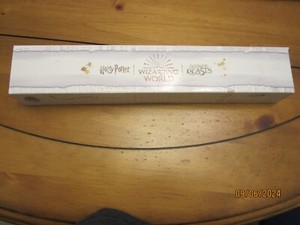 Harry Potter
WIZARDING
WORLD
FANTASTIC
BEASTS
09/06/2024